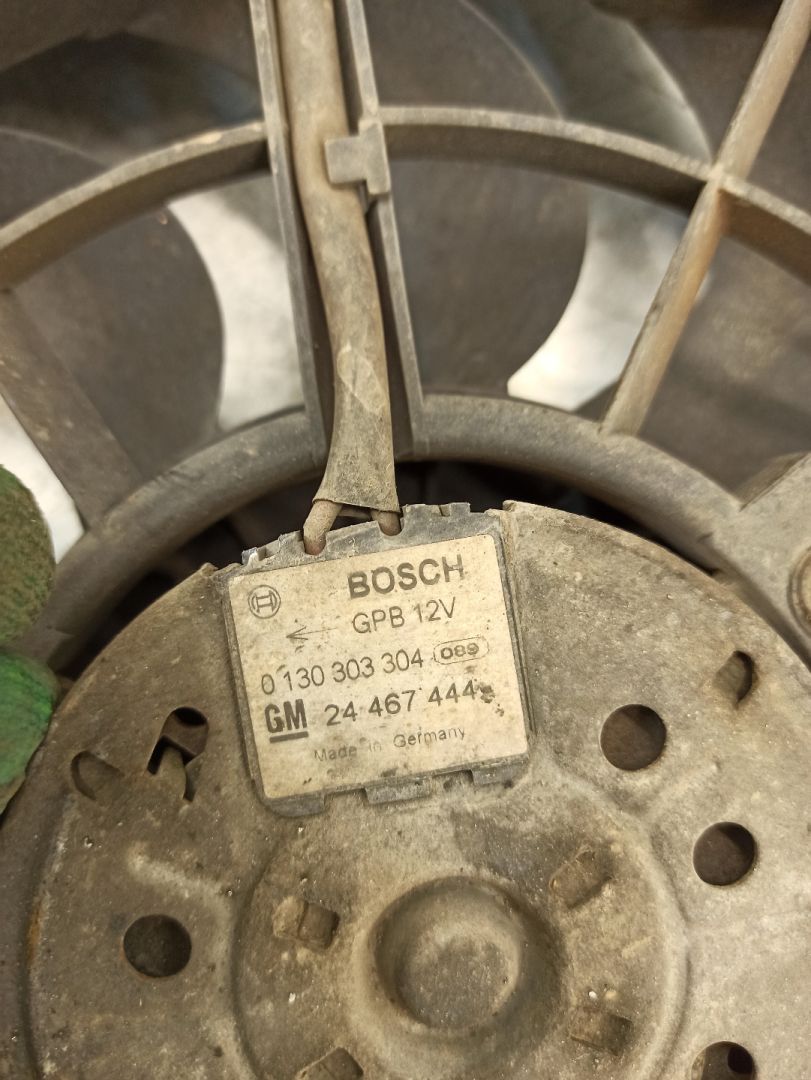 BOSCH
GPB 12V
0 130 303 304 089
GM 24 467 444
Made in Germany